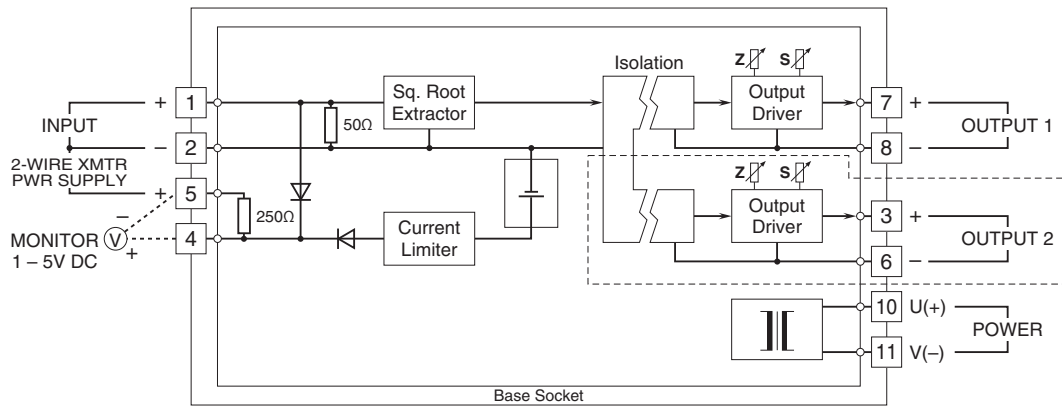 Isolation
Z S
Sq. Root
Extractor
Output
Driver
+ 1
50Ω
7 +
INPUT
OUTPUT 1
– 2
8 –
2-WIRE XMTR
PWR SUPPLY
+ 5
Z S
–
250Ω
Output
Driver
3 +
MONITOR V 4
+
1 – 5V DC
Current
Limiter
OUTPUT 2
6 –
10 U(+)
POWER
11 V(–)
Base Socket